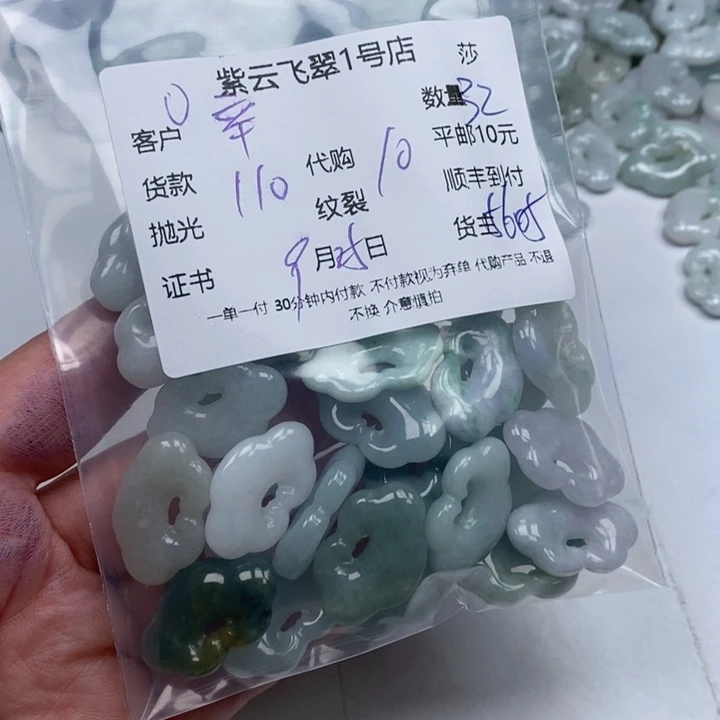 紫云飞翠1号店 莎
客户 辛 数量 32
货款 110 代购 10 平邮10元
抛光 纹裂 顺丰到付
证书 9月25日 货主
一单一付 30分钟内付款 不付款视为弃单 代购产品 不退
不换 介意慎拍